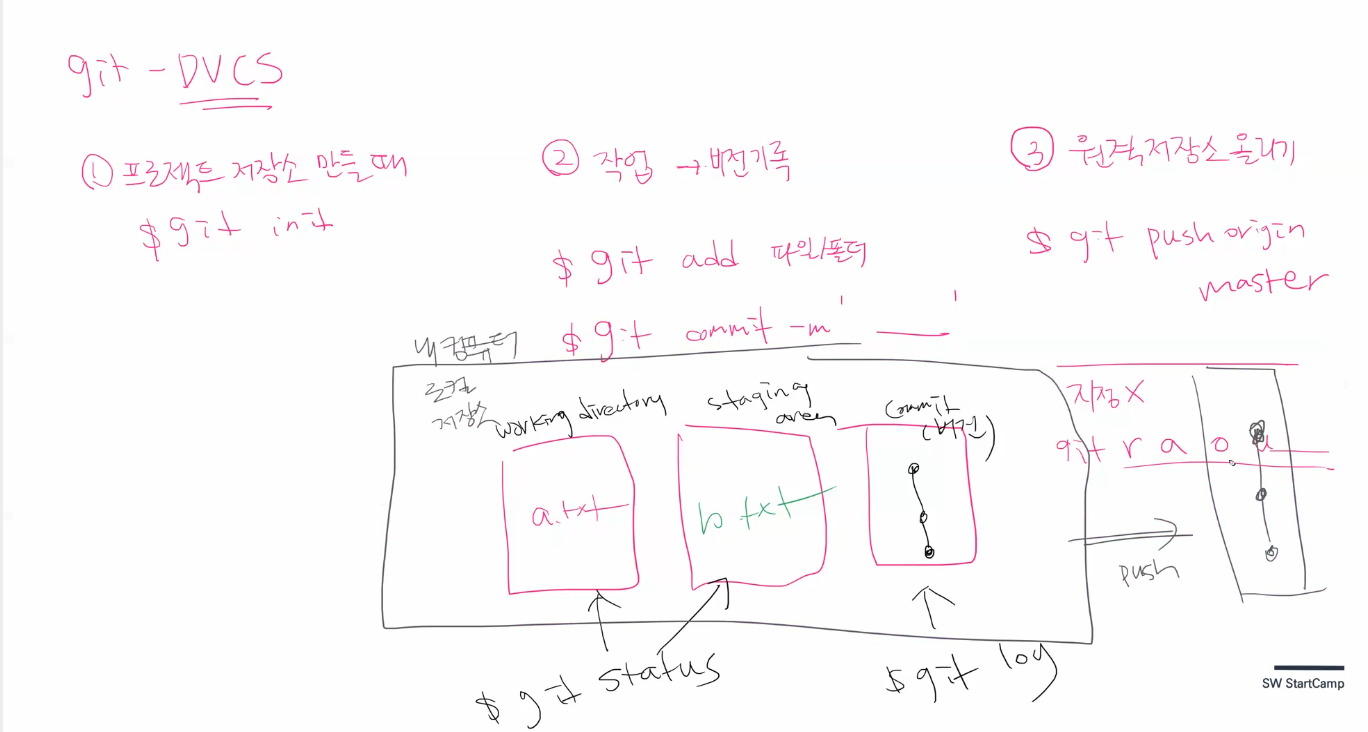 git - DVCS
① 프로젝트 저장소 만들 때
$ git init
② 작업 → 버전기록
$ git add 파일/폴더
$ git commit -m ' '
③ 원격저장소 올리기
$ git push origin
master
내 컴퓨터
로컬
저장소
working directory
a.txt
staging
area
b.txt
commit
(버전)
지정X
git r a o u
push
$ git status
$ git log
SW StartCamp